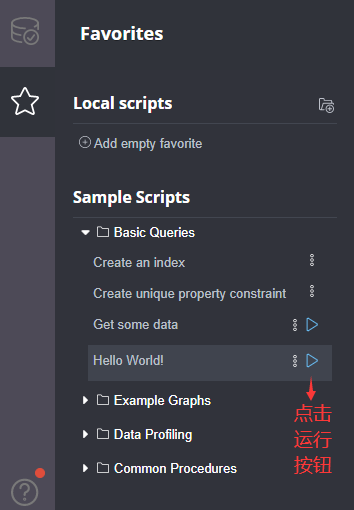 Favorites
Local scripts
Add empty favorite
Sample Scripts
Basic Queries
Create an index
Create unique property constraint
Get some data
Hello World!
点击
运行
按钮
Example Graphs
Data Profiling
Common Procedures
?